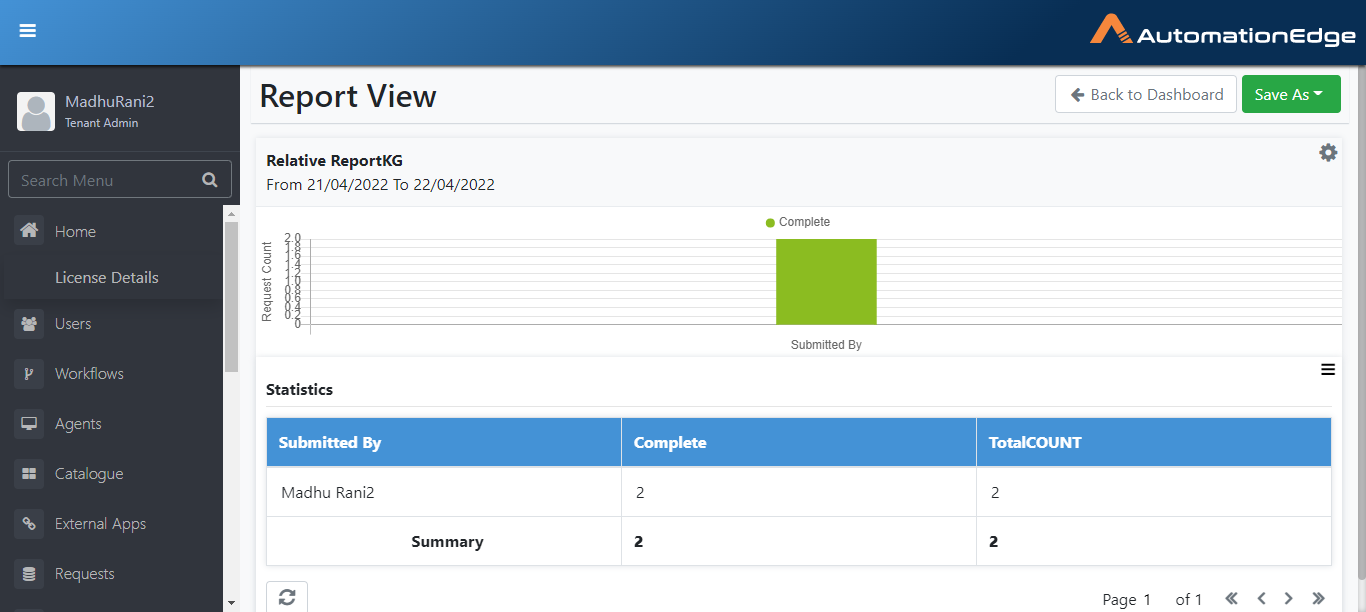 AutomationEdge
MadhuRani2
Tenant Admin
Search Menu
Home
License Details
Users
Workflows
Agents
Catalogue
External Apps
Requests
Report View
Back to Dashboard
Save As
Relative ReportKG
From 21/04/2022 To 22/04/2022
Complete
Request Count
2.0
1.8
1.6
1.4
1.2
1.0
0.8
0.6
0.4
0.2
0
Submitted By
Statistics
Submitted By Complete TotalCOUNT
Madhu Rani2 2 2
Summary 2 2
Page 1 of 1